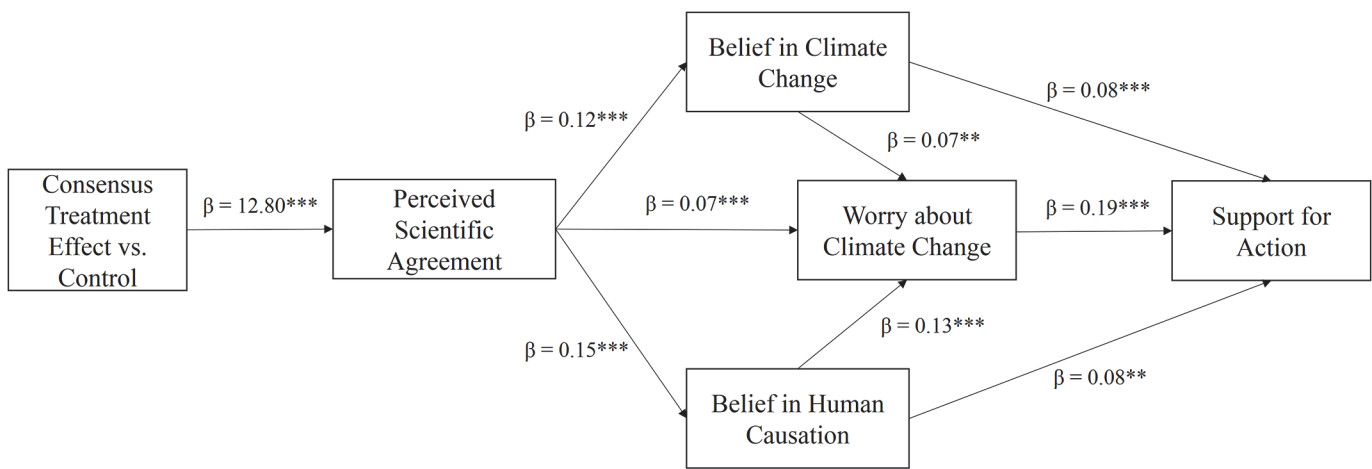 Consensus
Treatment
Effect vs.
Control
β = 12.80***
Perceived
Scientific
Agreement
β = 0.12***
β = 0.07***
β = 0.15***
Belief in Climate
Change
β = 0.08***
β = 0.07**
Worry about
Climate Change
β = 0.19***
β = 0.13***
Belief in Human
Causation
β = 0.08**
Support for
Action